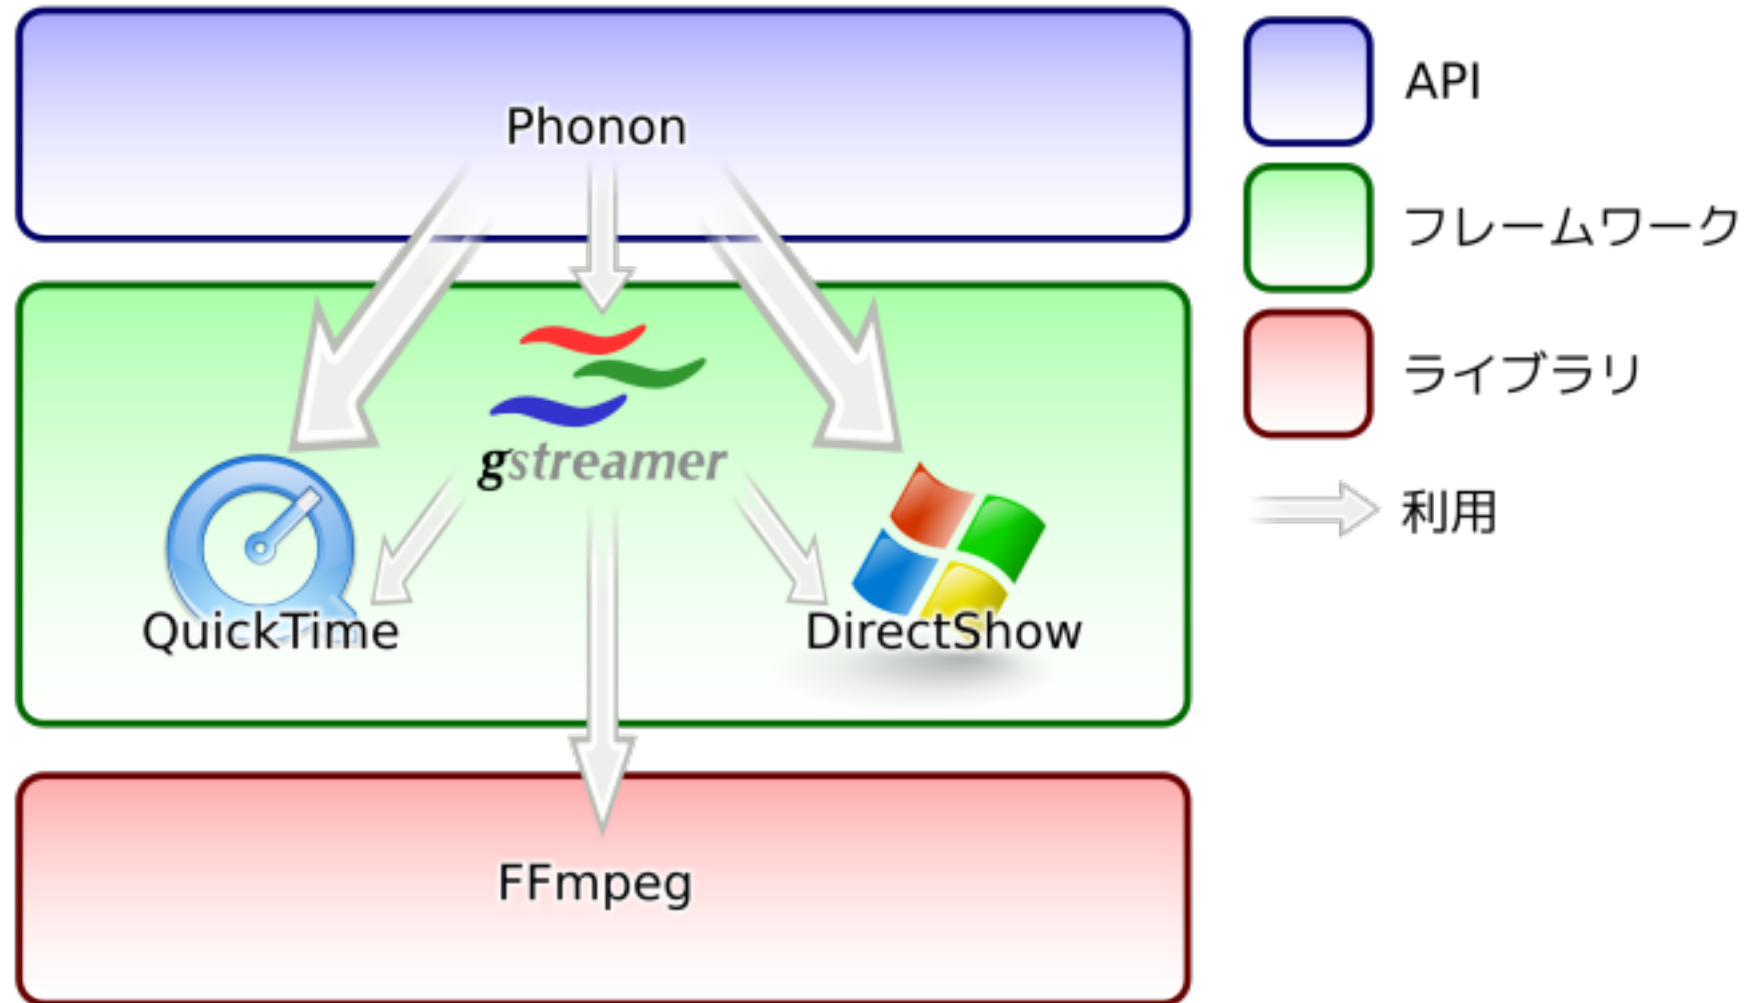 Phonon
gstreamer
QuickTime
DirectShow
FFmpeg
API
フレームワーク
ライブラリ
利用